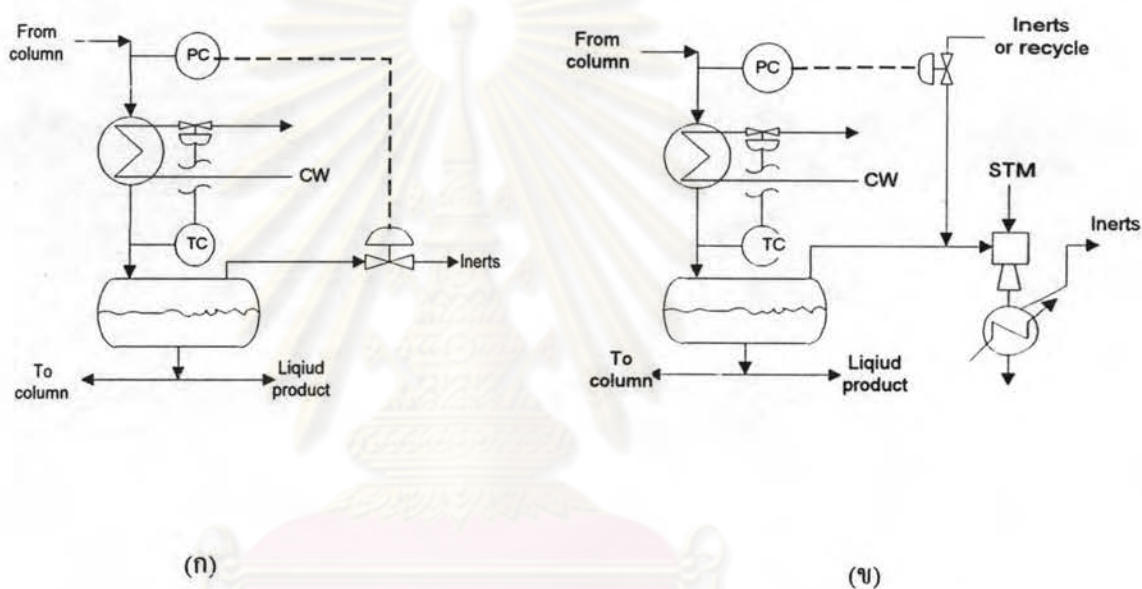 From
column
PC
CW
TC
Inerts
To
column
Liqiud
product
(ก)
From
column
PC
Inerts
or recycle
CW
STM
TC
Inerts
To
column
Liqiud
product
(ข)